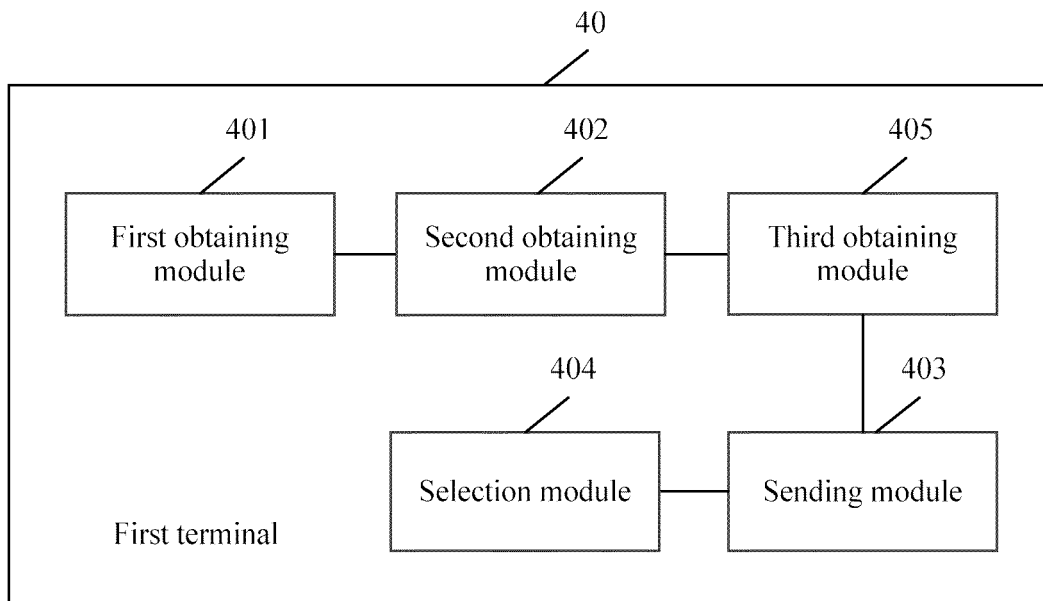 40
401
402
405
First obtaining
module
Second obtaining
module
Third obtaining
module
404
403
Selection module
Sending module
First terminal